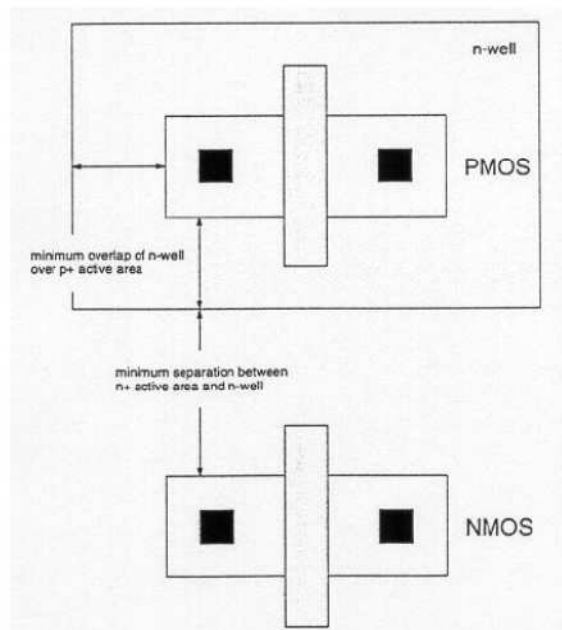 n-well
PMOS
minimum overlap of n-well
over p+ active area
minimum separation between
n+ active area and n-well
NMOS